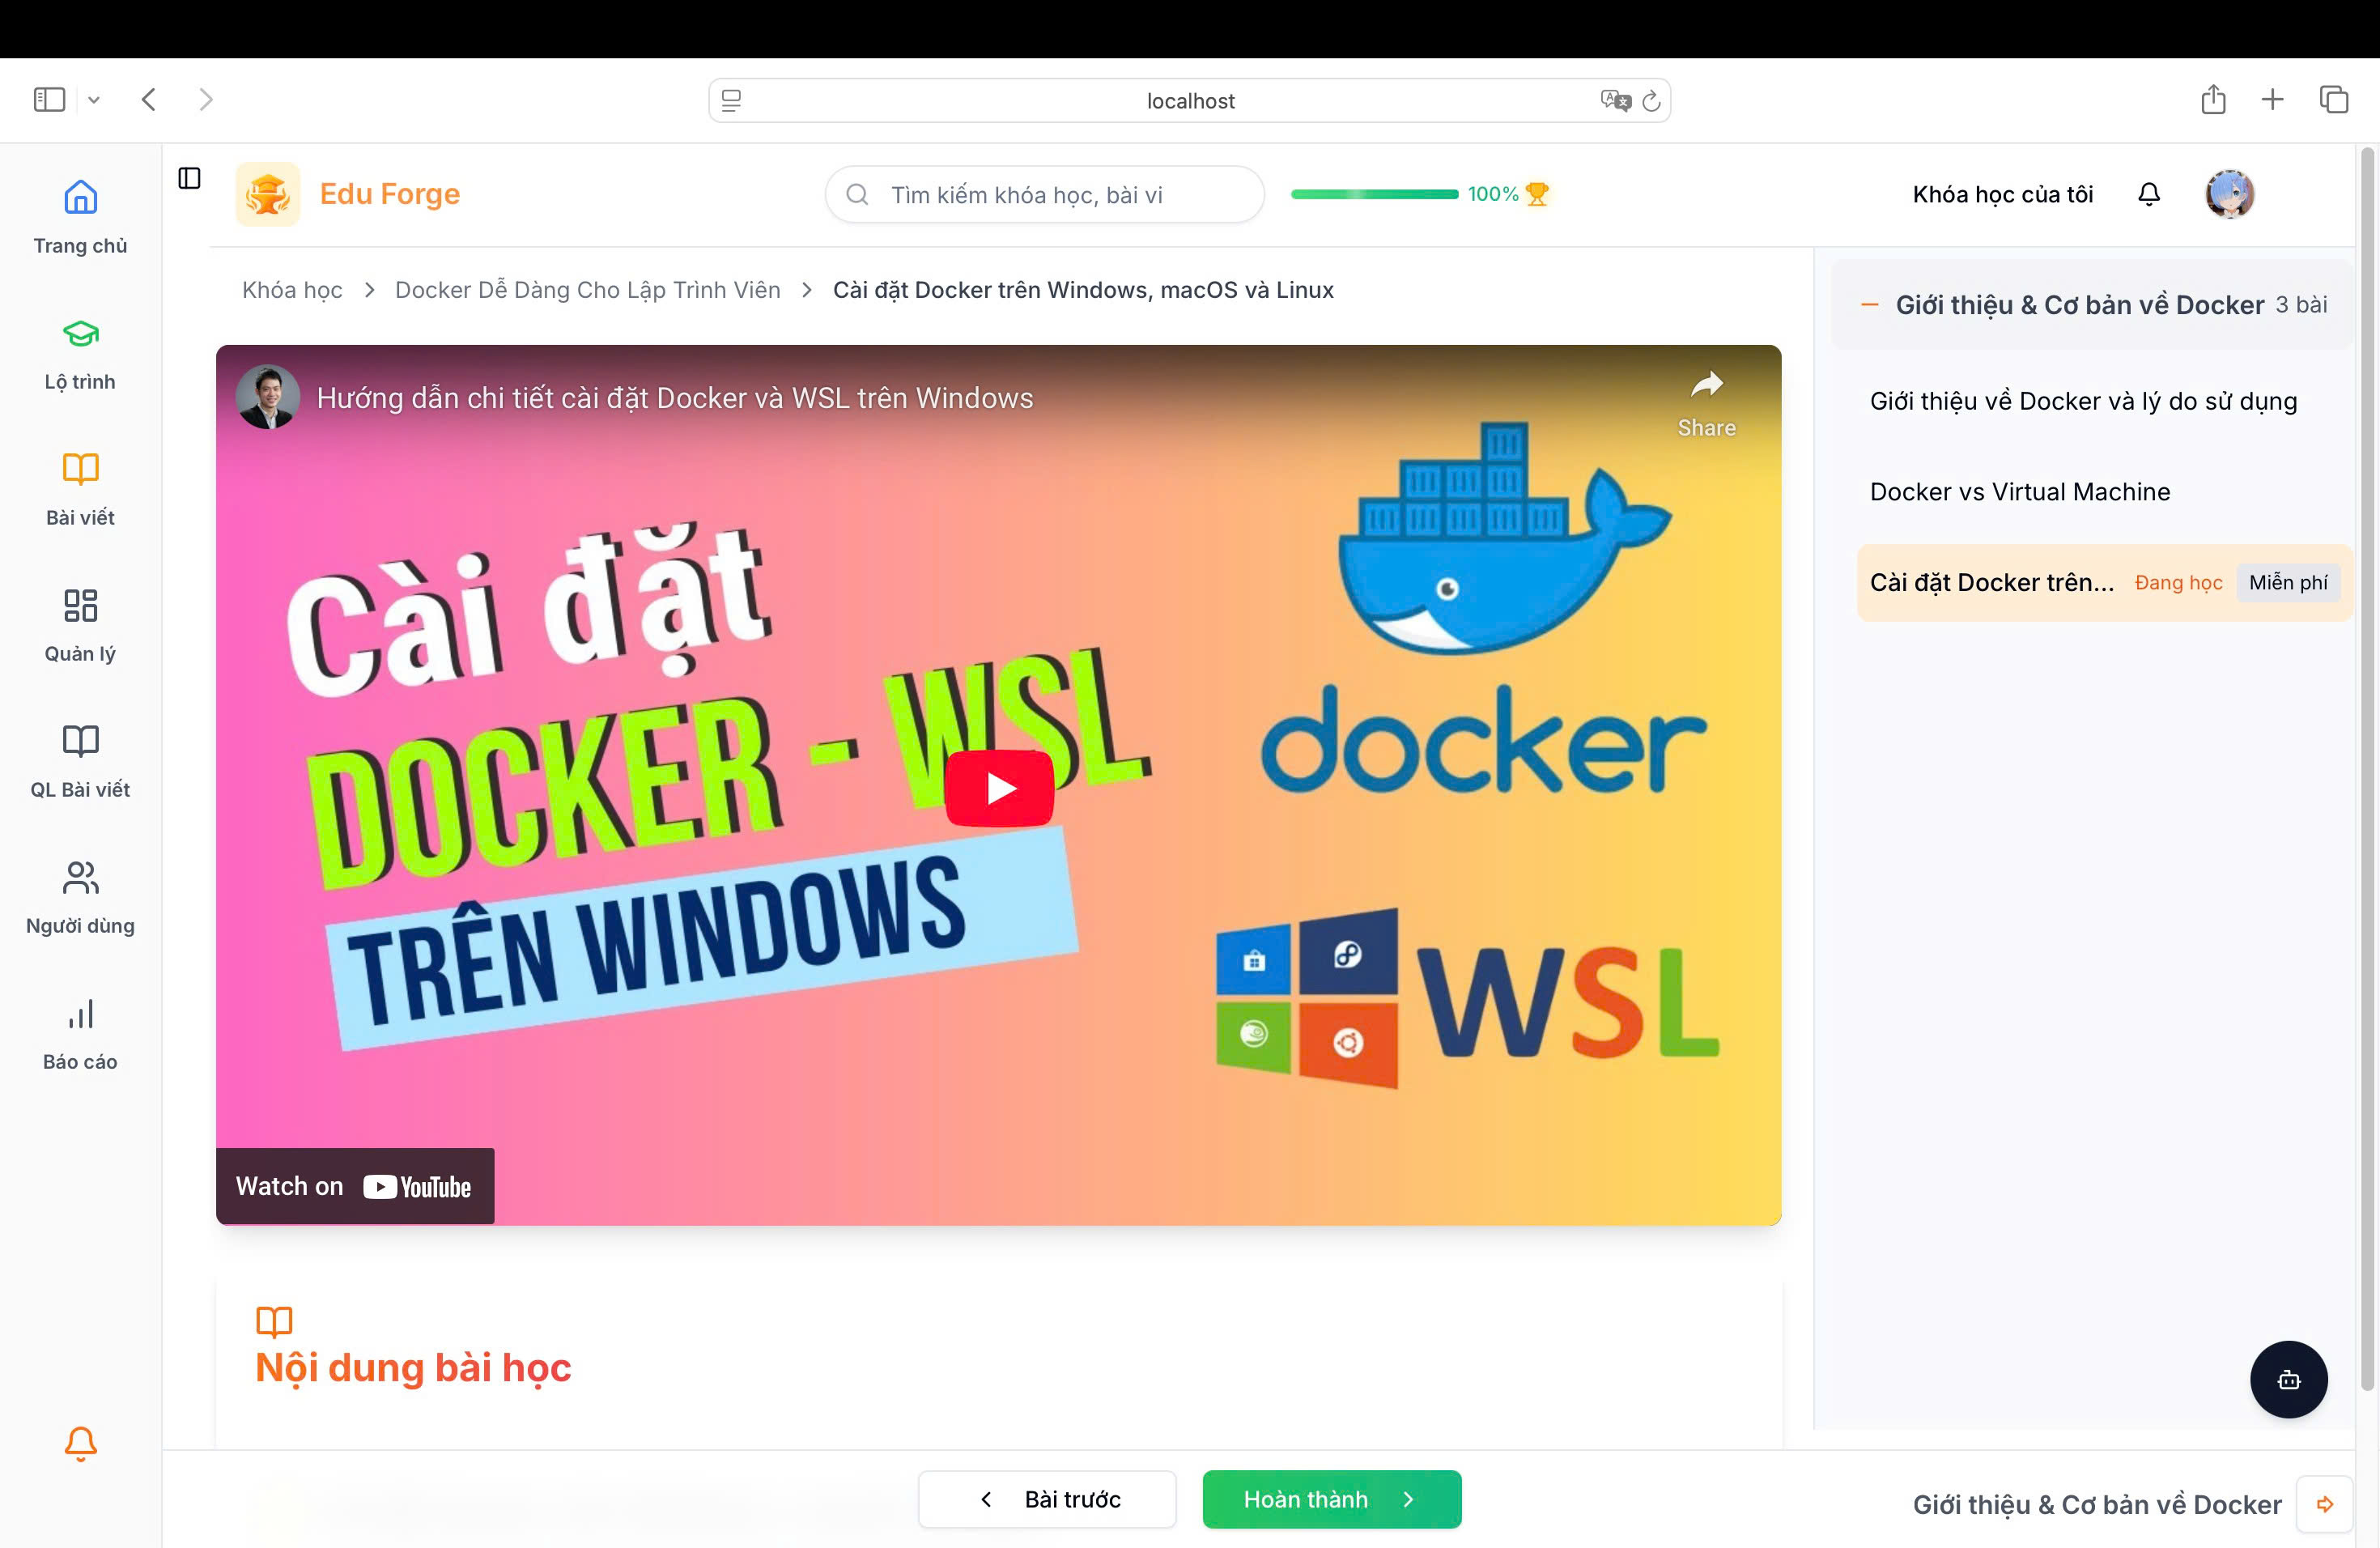 localhost
Trang chủ
Lộ trình
Bài viết
Quản lý
QL Bài viết
Người dùng
Báo cáo
Edu Forge
Tìm kiếm khóa học, bài vi
100%
Khóa học của tôi
Khóa học > Docker Dễ Dàng Cho Lập Trình Viên > Cài đặt Docker trên Windows, macOS và Linux
Hướng dẫn chi tiết cài đặt Docker và WSL trên Windows
Share
Cài đặt
DOCKER - WSL
TRÊN WINDOWS
docker
WSL
Watch on YouTube
Giới thiệu & Cơ bản về Docker 3 bài
Giới thiệu về Docker và lý do sử dụng
Docker vs Virtual Machine
Cài đặt Docker trên... Đang học Miễn phí
Nội dung bài học
Bài trước
Hoàn thành
Giới thiệu & Cơ bản về Docker